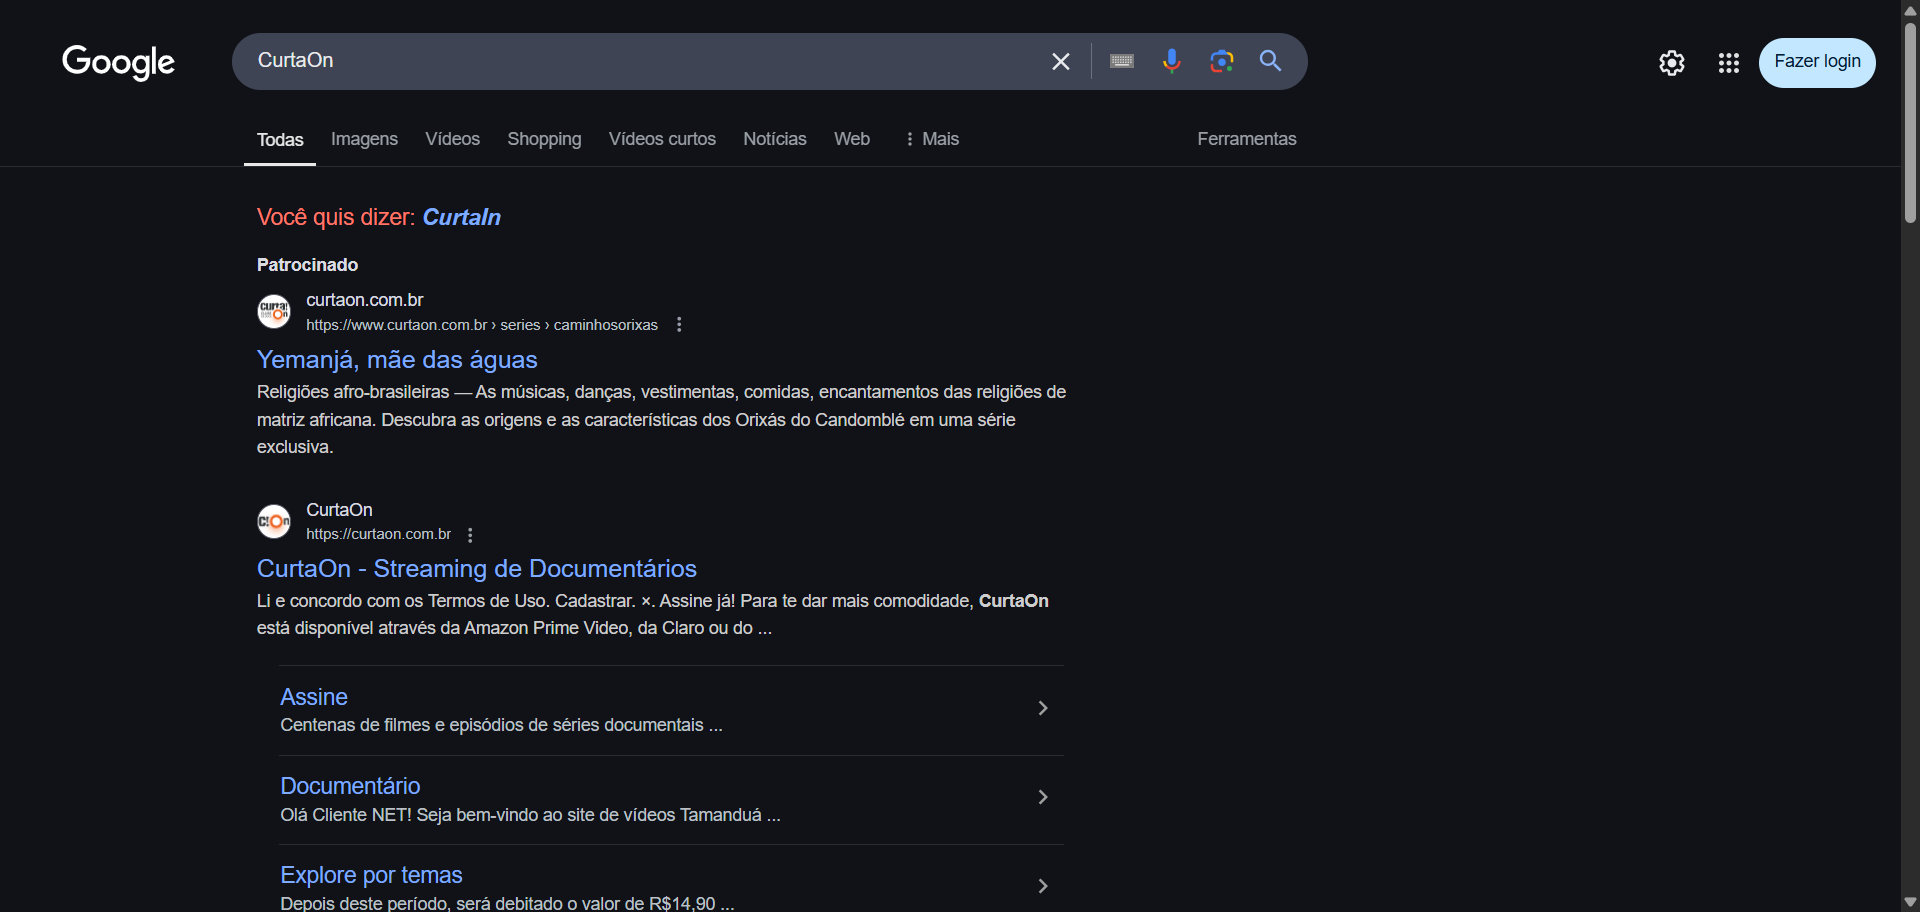 Google
CurtaOn
Fazer login
Todas Imagens Vídeos Shopping Vídeos curtos Notícias Web Mais Ferramentas
Você quis dizer: CurtaIn
Patrocinado
curtaon.com.br
https://www.curtaon.com.br › series › caminhosorixas
Yemanjá, mãe das águas
Religiões afro-brasileiras — As músicas, danças, vestimentas, comidas, encantamentos das religiões de
matriz africana. Descubra as origens e as características dos Orixás do Candomblé em uma série
exclusiva.
CurtaOn
https://curtaon.com.br
CurtaOn - Streaming de Documentários
Li e concordo com os Termos de Uso. Cadastrar. ×. Assine já! Para te dar mais comodidade, CurtaOn
está disponível através da Amazon Prime Video, da Claro ou do ...
Assine
Centenas de filmes e episódios de séries documentais ...
Documentário
Olá Cliente NET! Seja bem-vindo ao site de vídeos Tamanduá ...
Explore por temas
Depois deste período, será debitado o valor de R$14,90 ...